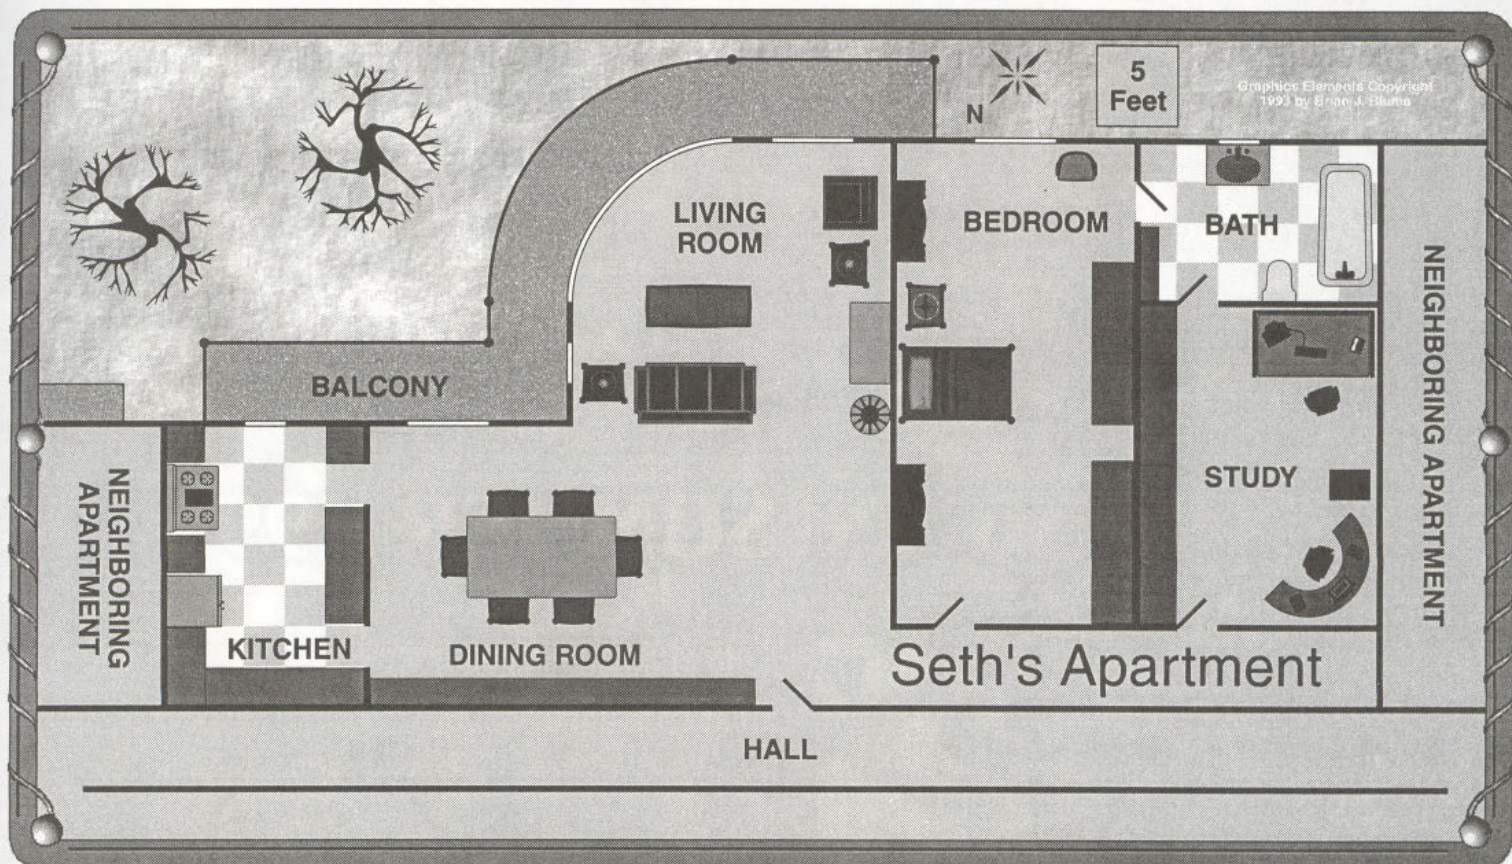 N
5
Feet
Graphics Elements Copyright
1993 by Brian J. Blume
LIVING
ROOM
BEDROOM
BATH
BALCONY
NEIGHBORING
APARTMENT
STUDY
NEIGHBORING APARTMENT
KITCHEN
DINING ROOM
Seth's Apartment
HALL